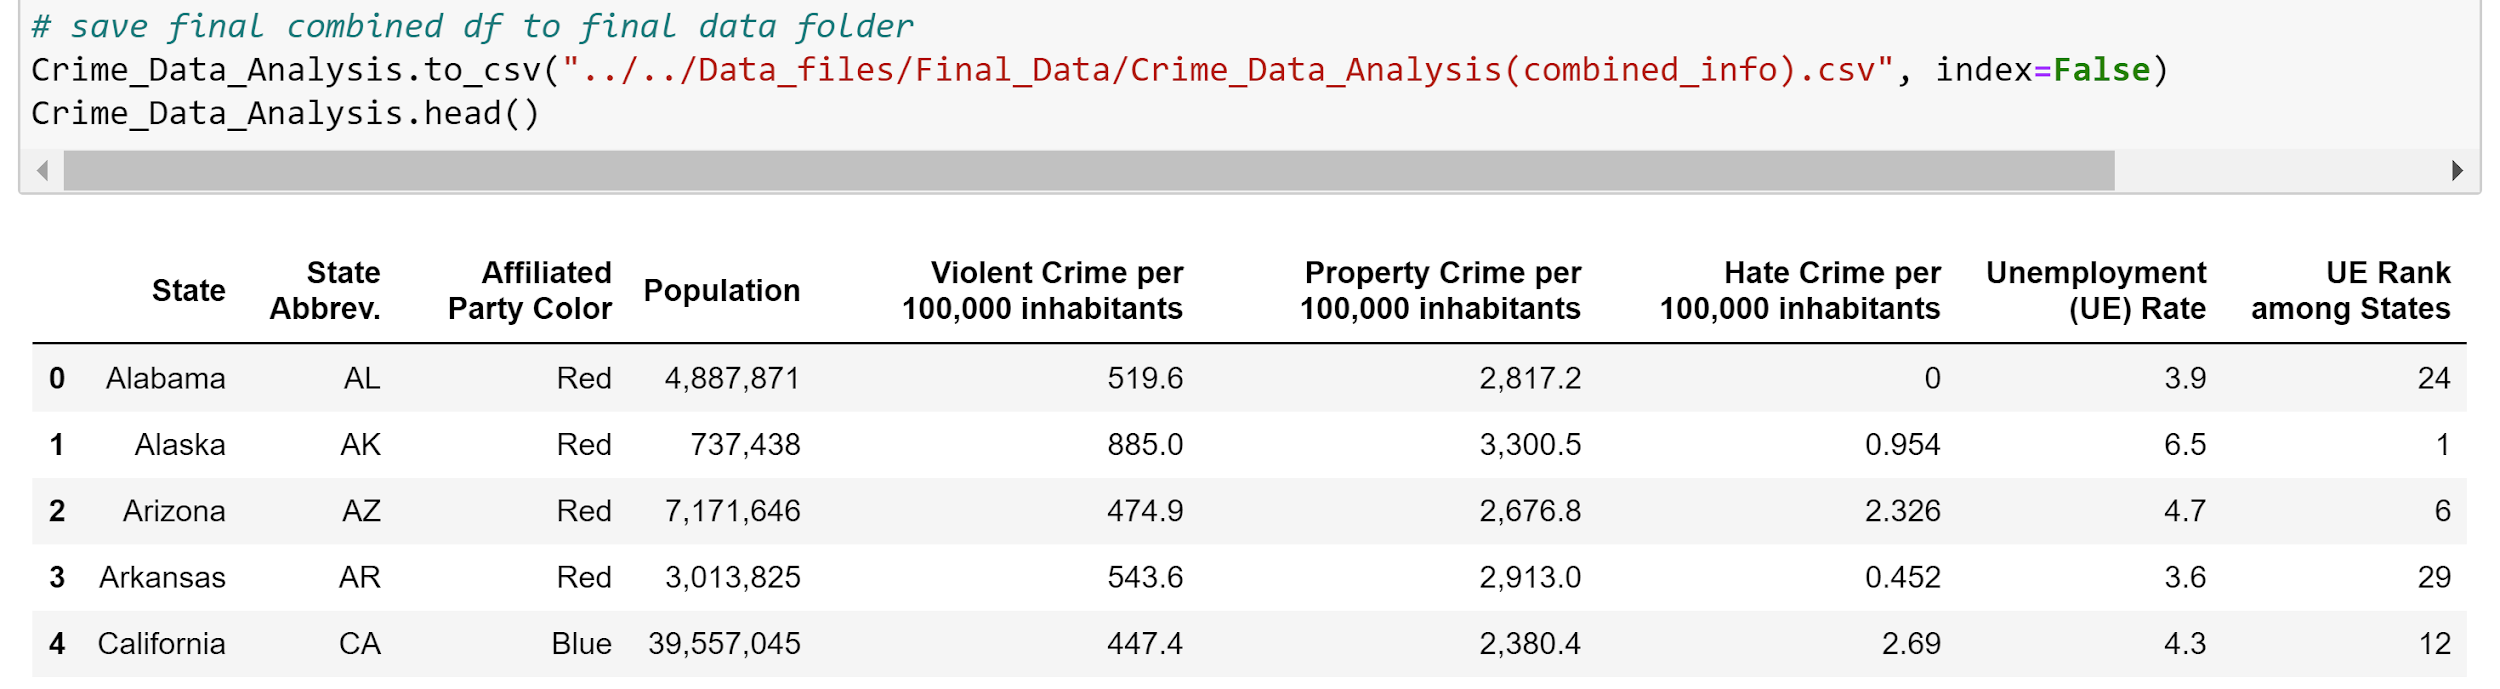 # save final combined df to final data folder
Crime_Data_Analysis.to_csv("../../Data_files/Final_Data/Crime_Data_Analysis(combined_info).csv", index=False)
Crime_Data_Analysis.head()
State State Abbrev. Affiliated Party Color Population Violent Crime per 100,000 inhabitants Property Crime per 100,000 inhabitants Hate Crime per 100,000 inhabitants Unemployment (UE) Rate UE Rank among States
0 Alabama AL Red 4,887,871 519.6 2,817.2 0 3.9 24
1 Alaska AK Red 737,438 885.0 3,300.5 0.954 6.5 1
2 Arizona AZ Red 7,171,646 474.9 2,676.8 2.326 4.7 6
3 Arkansas AR Red 3,013,825 543.6 2,913.0 0.452 3.6 29
4 California CA Blue 39,557,045 447.4 2,380.4 2.69 4.3 12